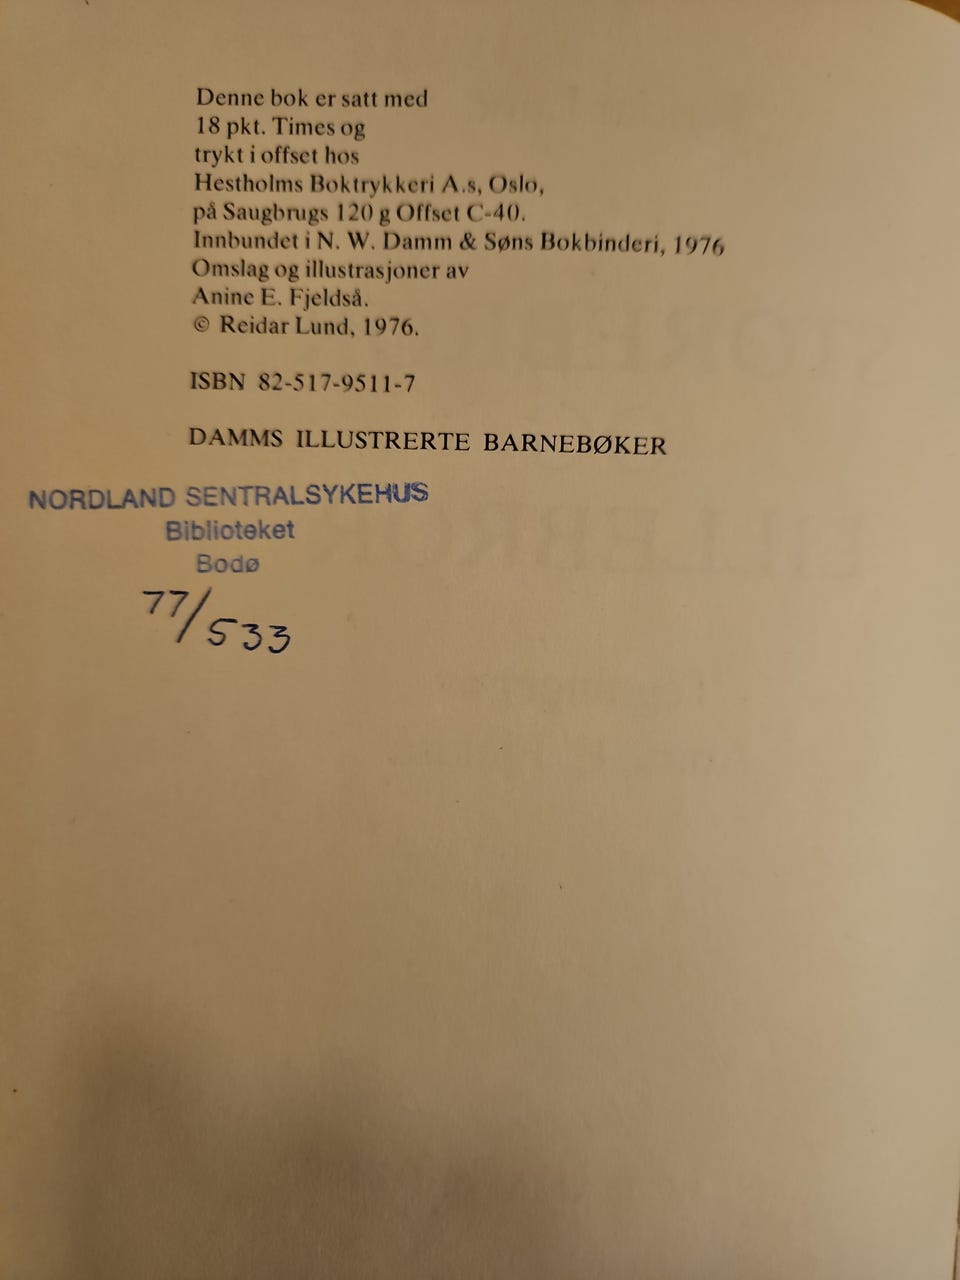 Denne bok er satt med
18 pkt. Times og
trykt i offset hos
Hestholms Boktrykkeri A.s, Oslo,
på Saugbrugs 120 g Offset C-40.
Innbundet i N. W. Damm & Søns Bokbinderi, 1976
Omslag og illustrasjoner av
Anine E. Fjeldså.
© Reidar Lund, 1976.
ISBN 82-517-9511-7
DAMMS ILLUSTRERTE BARNEBØKER
NORDLAND SENTRALSYKEHUS
Biblioteket
Bodø
77/533